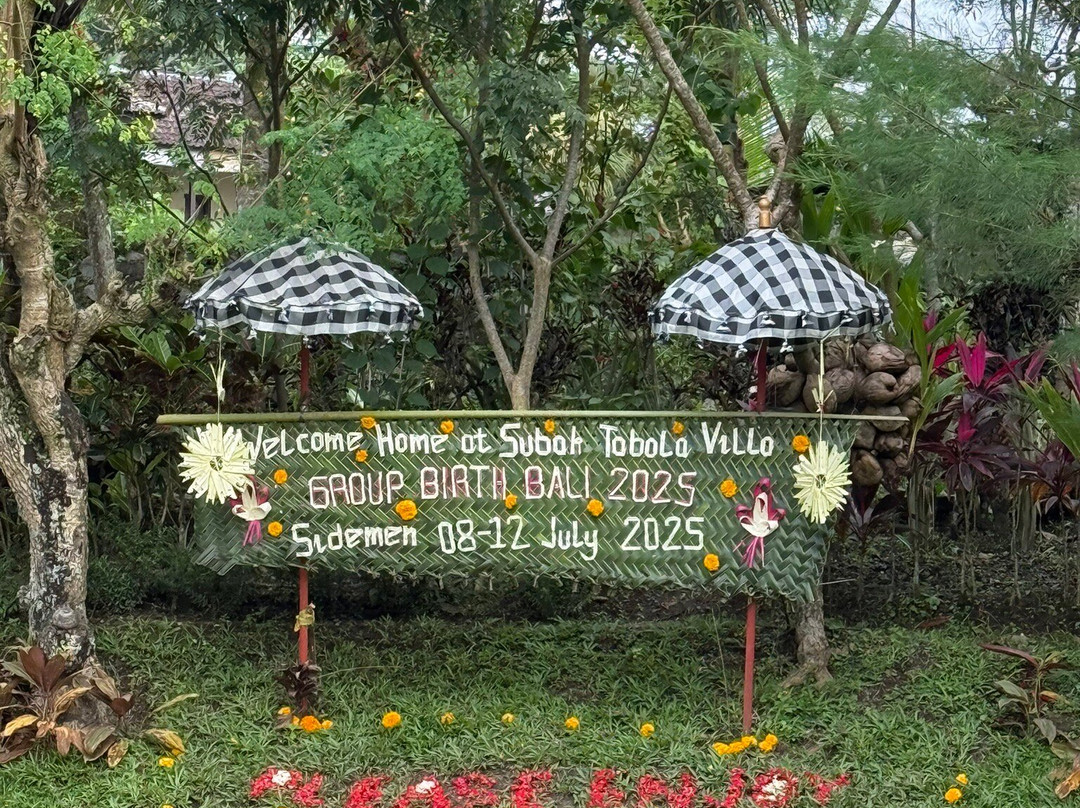 Welcome Home at Subak Tabola Villa
GROUP BIRTH BALI 2025
Sidemen 08-12 July 2025